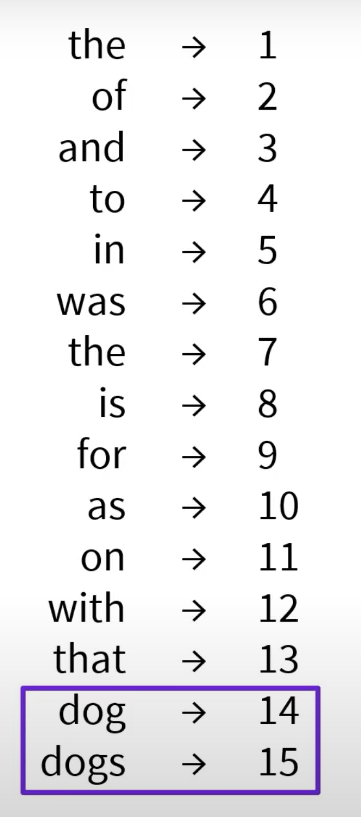 the → 1
of → 2
and → 3
to → 4
in → 5
was → 6
the → 7
is → 8
for → 9
as → 10
on → 11
with → 12
that → 13
dog → 14
dogs → 15